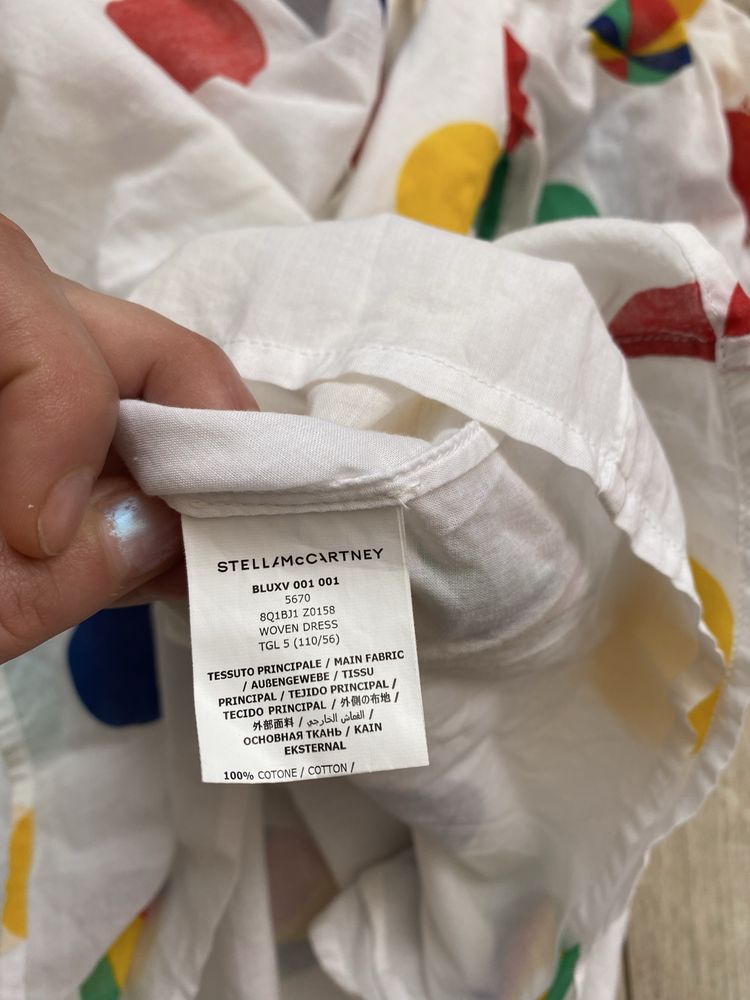 STELLA McCARTNEY
BLUXV 001 001
5670
8Q1BJ1 Z0158
WOVEN DRESS
TGL 5 (110/56)
TESSUTO PRINCIPALE / MAIN FABRIC
/ AUßENGEWEBE / TISSU
PRINCIPAL / TEJIDO PRINCIPAL /
TECIDO PRINCIPAL / 外側の布地 /
外部面料 / القماش الخارجي /
ОСНОВНАЯ ТКАНЬ / KAIN
EKSTERNAL
100% COTONE / COTTON /